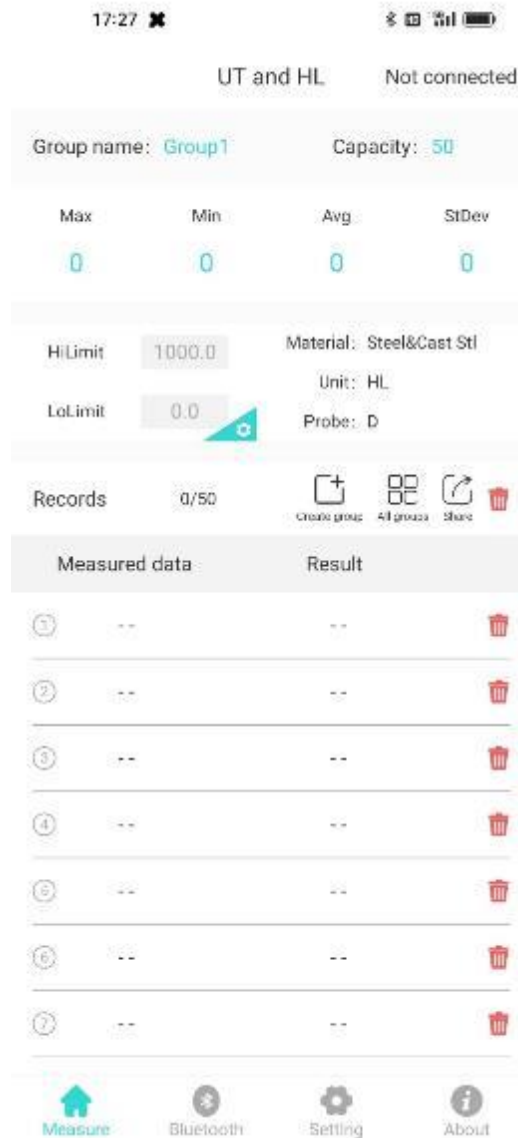 17:27
UT and HL Not connected
Group name: Group1 Capacity: 50
Max Min Avg StDev
0 0 0 0
HiLimit 1000.0 Material: Steel&Cast Stl
Unit: HL
LoLimit 0.0 Probe: D
Records 0/50 Create group All groups Share
Measured data Result
1 -- --
2 -- --
3 -- --
4 -- --
5 -- --
6 -- --
7 -- --
Measure Bluetooth Setting About